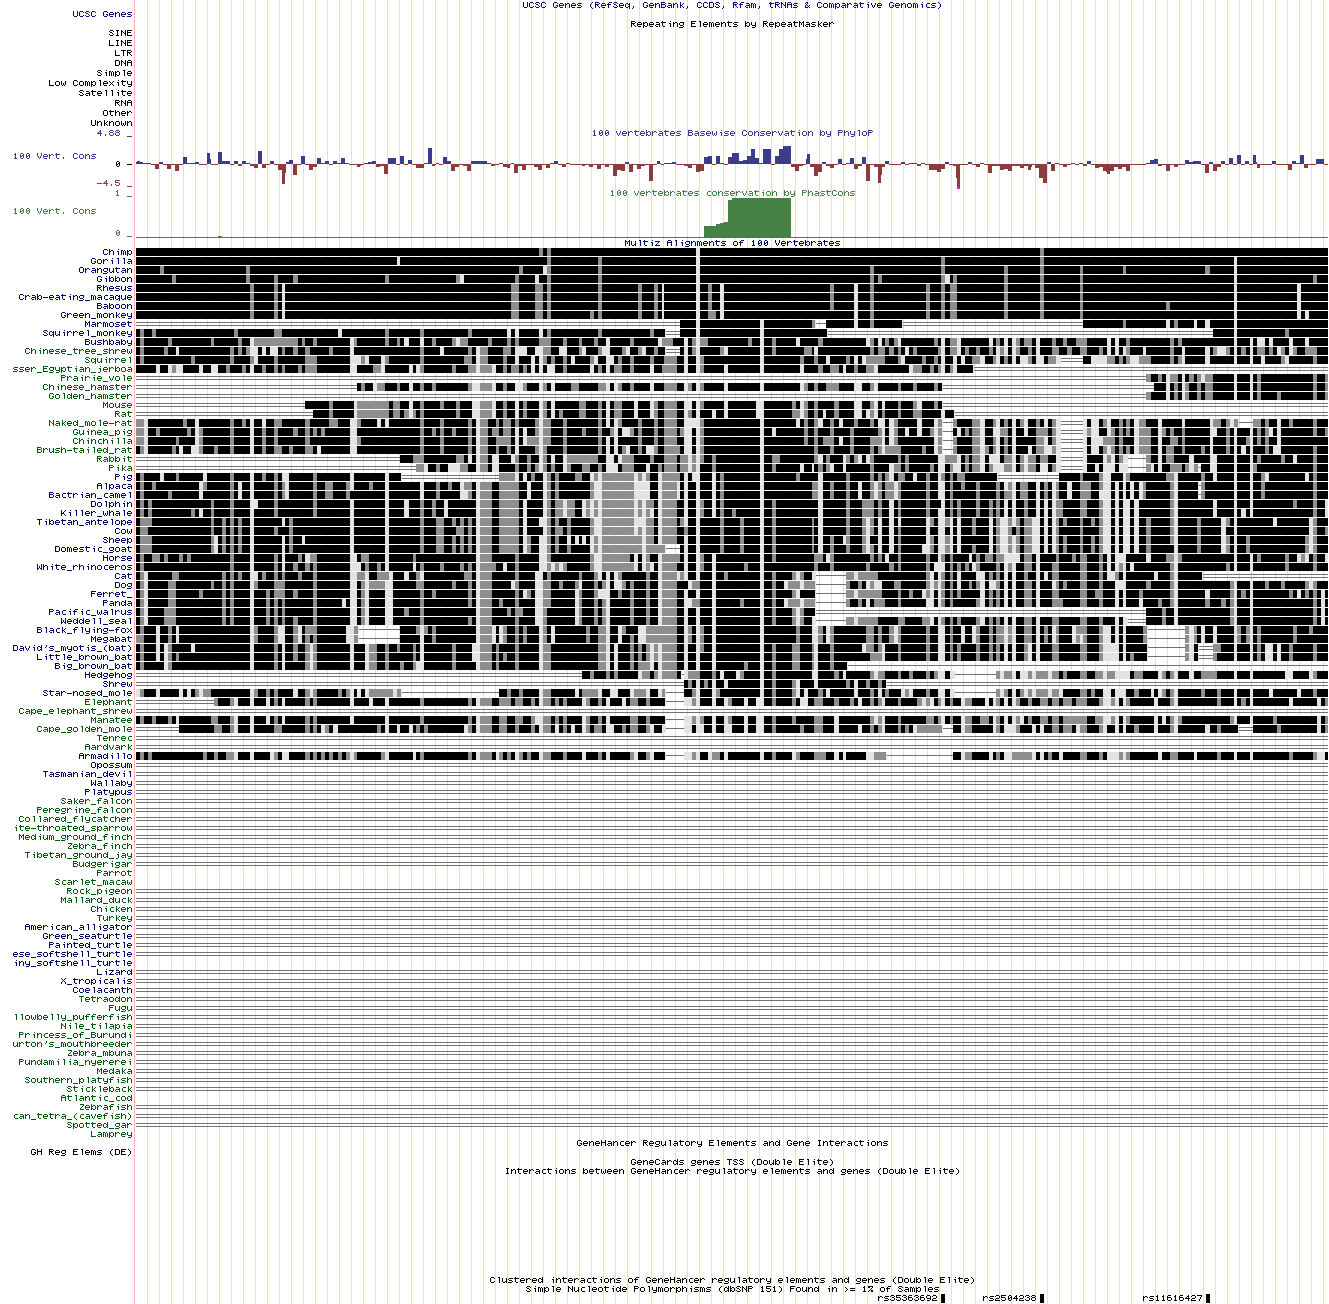 UCSC Genes (RefSeq, GenBank, CCDS, Rfam, tRNAs & Comparative Genomics)
UCSC Genes
Repeating Elements by RepeatMasker
SINE
LINE
LTR
DNA
Simple
Low Complexity
Satellite
RNA
Other
Unknown
4.88 _
100 vertebrates Basewise Conservation by PhyloP
100 Vert. Cons
0 _
-4.5 _
1 _
100 vertebrates conservation by PhastCons
100 Vert. Cons
0 _
Multiz Alignments of 100 Vertebrates
Chimp
Gorilla
Orangutan
Gibbon
Rhesus
Crab-eating_macaque
Baboon
Green_monkey
Marmoset
Squirrel_monkey
Bushbaby
Chinese_tree_shrew
Squirrel
sser_Egyptian_jerboa
Prairie_vole
Chinese_hamster
Golden_hamster
Mouse
Rat
Naked_mole-rat
Guinea_pig
Chinchilla
Brush-tailed_rat
Rabbit
Pika
Pig
Alpaca
Bactrian_camel
Dolphin
Killer_whale
Tibetan_antelope
Cow
Sheep
Domestic_goat
Horse
White_rhinoceros
Cat
Dog
Ferret_
Panda
Pacific_walrus
Weddell_seal
Black_flying-fox
Megabat
David's_myotis_(bat)
Little_brown_bat
Big_brown_bat
Hedgehog
Shrew
Star-nosed_mole
Elephant
Cape_elephant_shrew
Manatee
Cape_golden_mole
Tenrec
Aardvark
Armadillo
Opossum
Tasmanian_devil
Wallaby
Platypus
Saker_falcon
Peregrine_falcon
Collared_flycatcher
ite-throated_sparrow
Medium_ground_finch
Zebra_finch
Tibetan_ground_jay
Budgerigar
Parrot
Scarlet_macaw
Rock_pigeon
Mallard_duck
Chicken
Turkey
American_alligator
Green_seaturtle
Painted_turtle
ese_softshell_turtle
iny_softshell_turtle
Lizard
X_tropicalis
Coelacanth
Tetraodon
Fugu
llowbelly_pufferfish
Nile_tilapia
Princess_of_Burundi
urton's_mouthbreeder
Zebra_mbuna
Pundamilia_nyererei
Medaka
Southern_platyfish
Stickleback
Atlantic_cod
Zebrafish
can_tetra_(cavefish)
Spotted_gar
Lamprey
GeneHancer Regulatory Elements and Gene Interactions
GH Reg Elems (DE)
GeneCards genes TSS (Double Elite)
Interactions between GeneHancer regulatory elements and genes (Double Elite)
Clustered interactions of GeneHancer regulatory elements and genes (Double Elite)
Simple Nucleotide Polymorphisms (dbSNP 151) Found in >= 1% of Samples
rs35363692 rs2504238 rs11616427